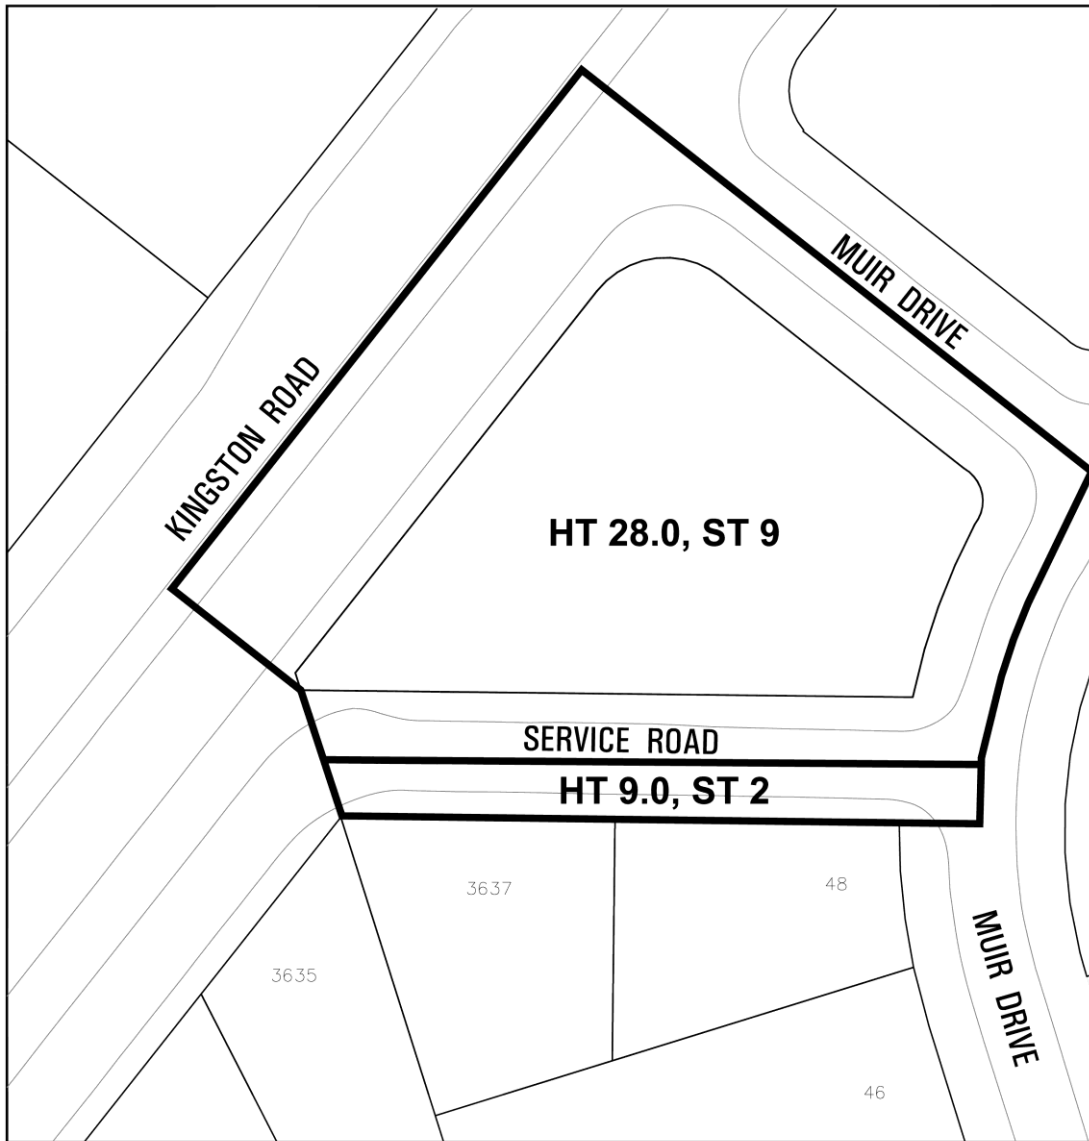 MUIR DRIVE
KINGSTON ROAD
HT 28.0, ST 9
SERVICE ROAD
HT 9.0, ST 2
3637
48
3635
MUIR DRIVE
46